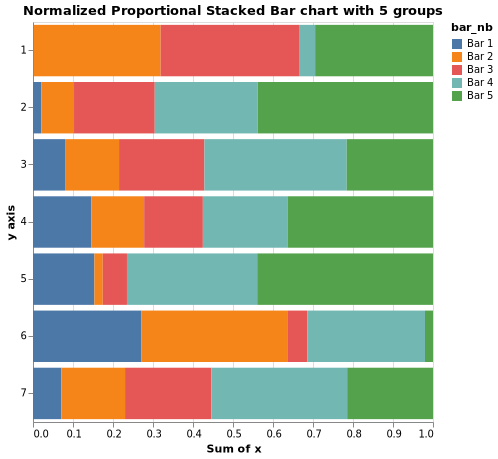 Normalized Proportional Stacked Bar chart with 5 groups
bar_nb
Bar 1
Bar 2
Bar 3
Bar 4
Bar 5
y axis
1
2
3
4
5
6
7
0.0 0.1 0.2 0.3 0.4 0.5 0.6 0.7 0.8 0.9 1.0
Sum of x